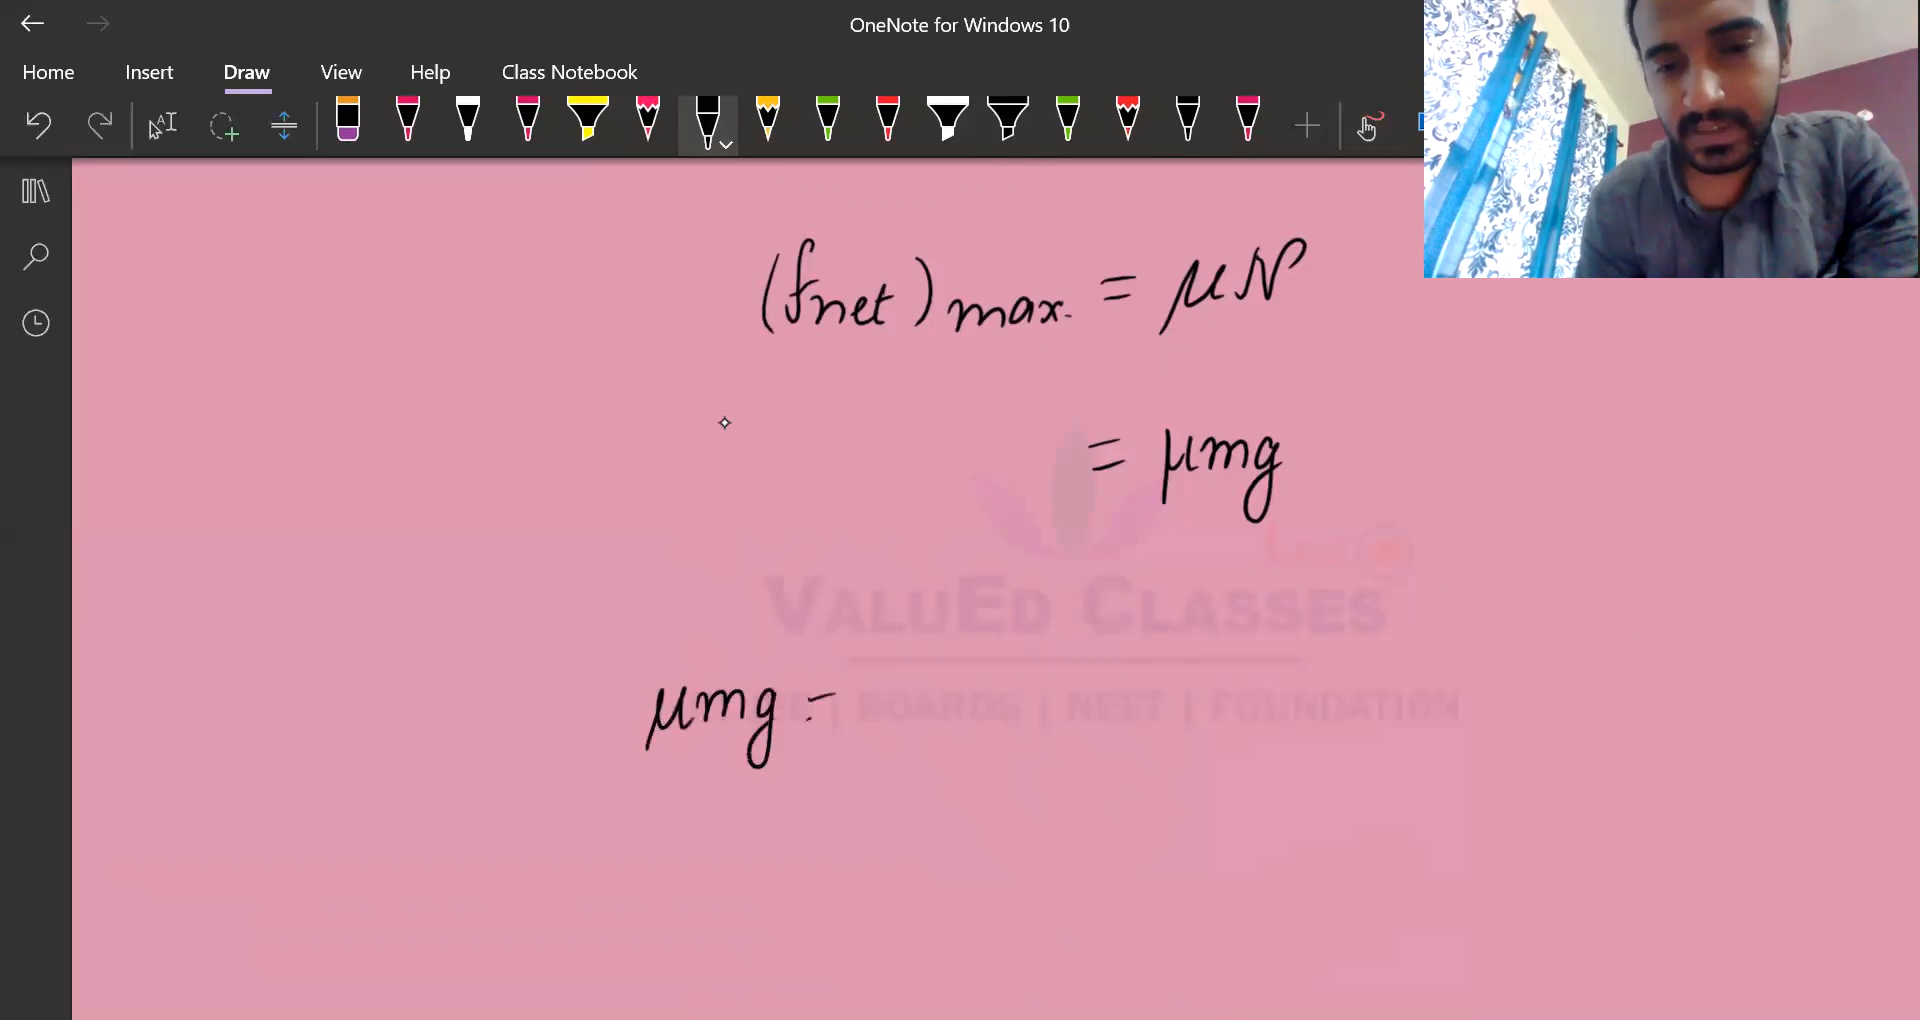 OneNote for Windows 10
Home Insert Draw View Help Class Notebook
(fnet)max. = μN
= μmg
Learn
VALUED CLASSES
| BOARDS | NEET | FOUNDATION
μmg =